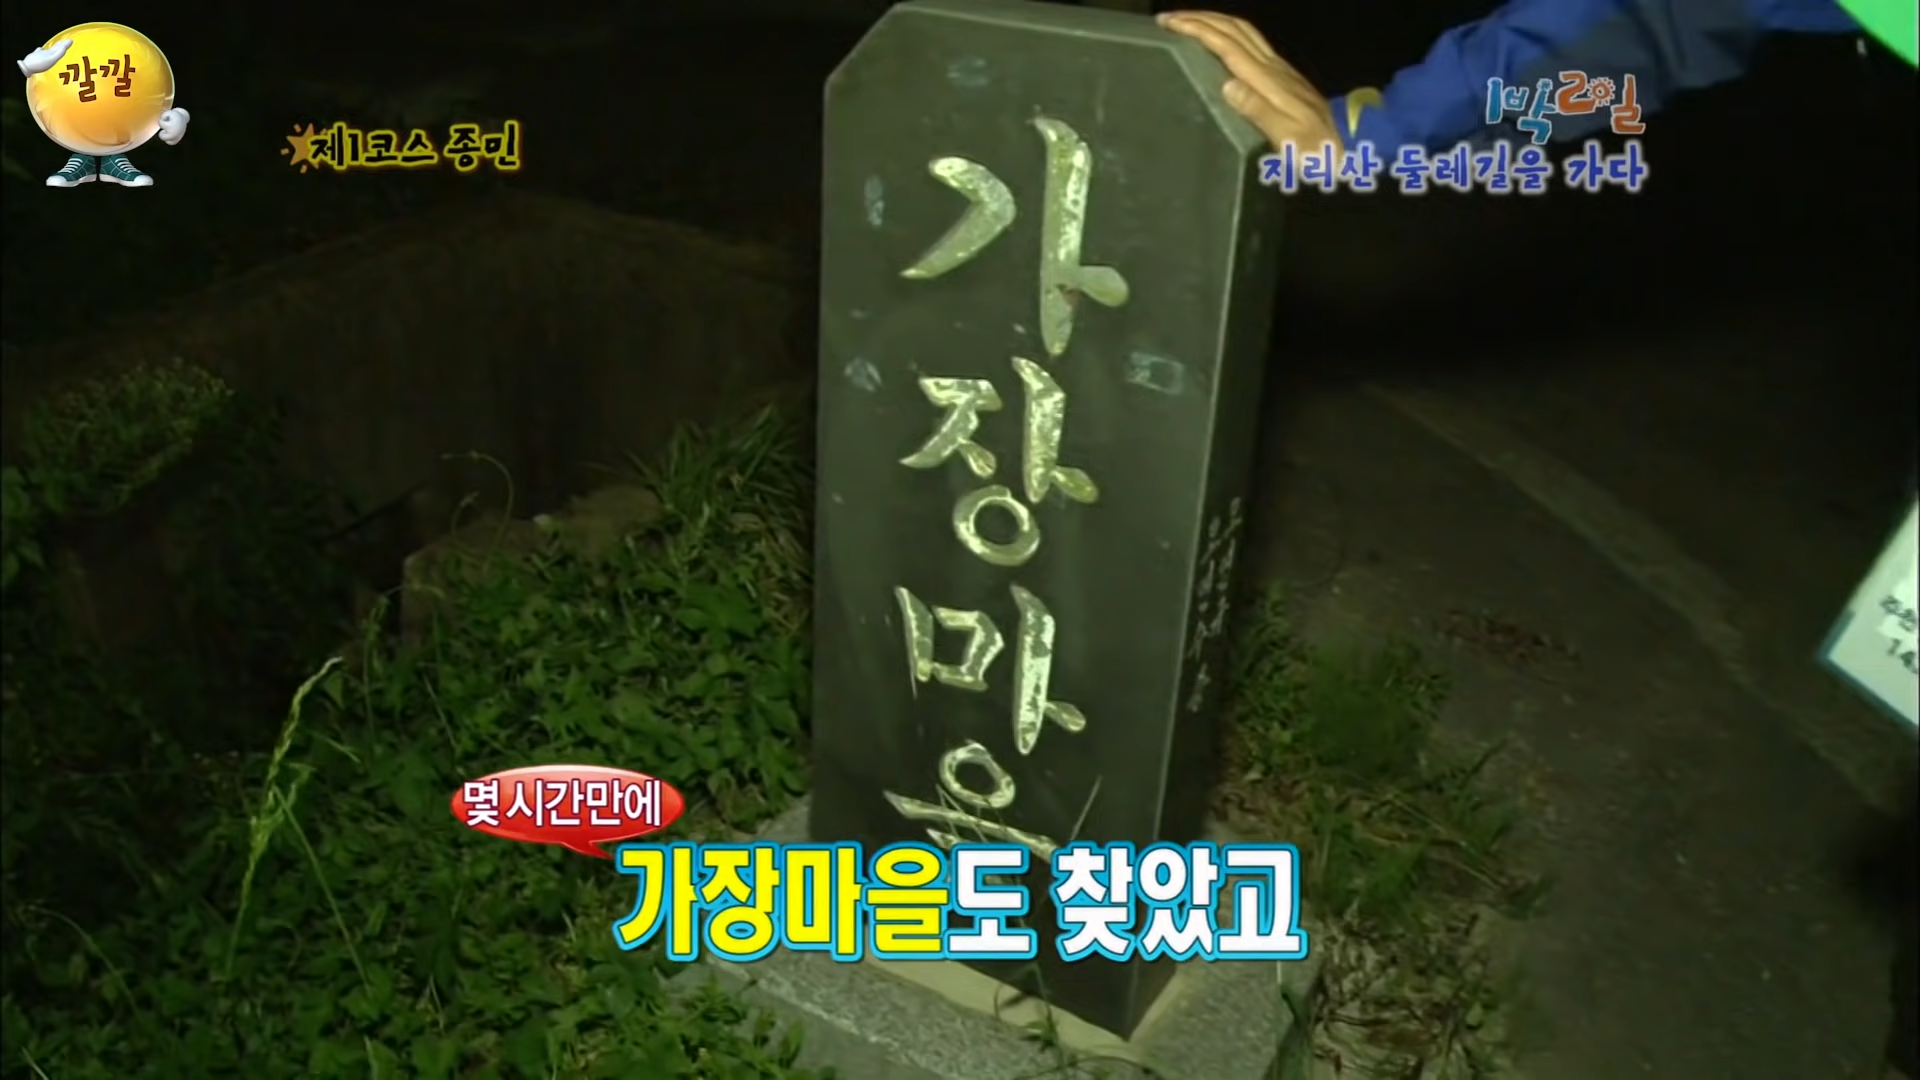 깔깔
제1코스 종민
1박2일
지리산 둘레길을 가다
가장마을
몇 시간만에
가장마을도 찾았고